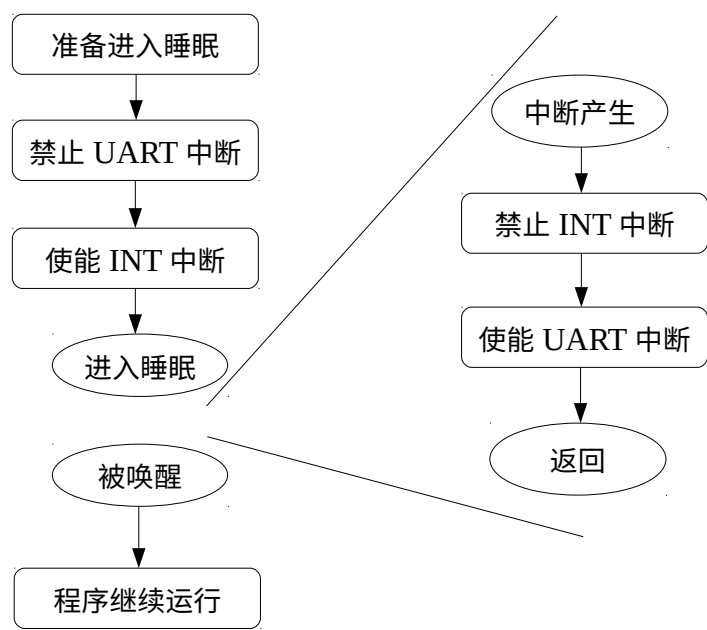 准备进入睡眠
禁止 UART 中断
使能 INT 中断
进入睡眠
被唤醒
程序继续运行
中断产生
禁止 INT 中断
使能 UART 中断
返回